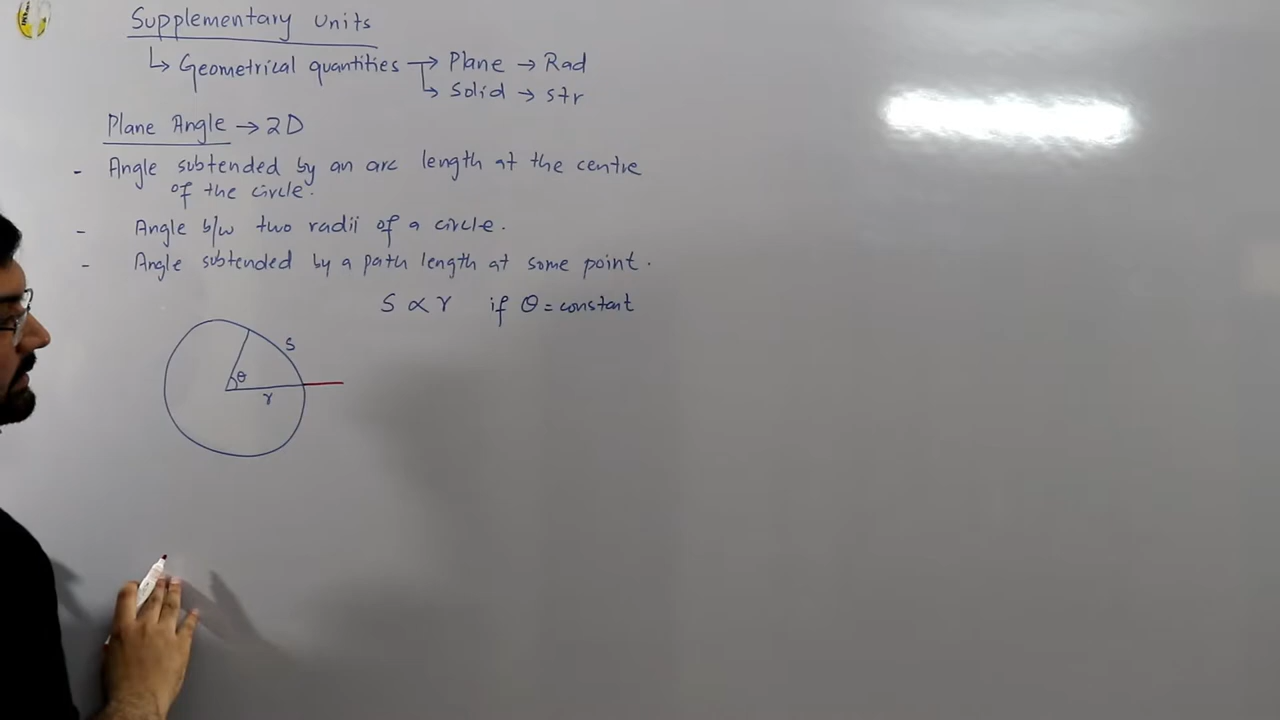 Supplementary units
↳ Geometrical quantities → Plane → Rad
↳ Solid → str
Plane Angle → 2D
- Angle subtended by an arc length at the centre
of the circle.
- Angle b/w two radii of a circle.
- Angle subtended by a path length at some point.
S ∝ r if θ = constant
S
θ
r